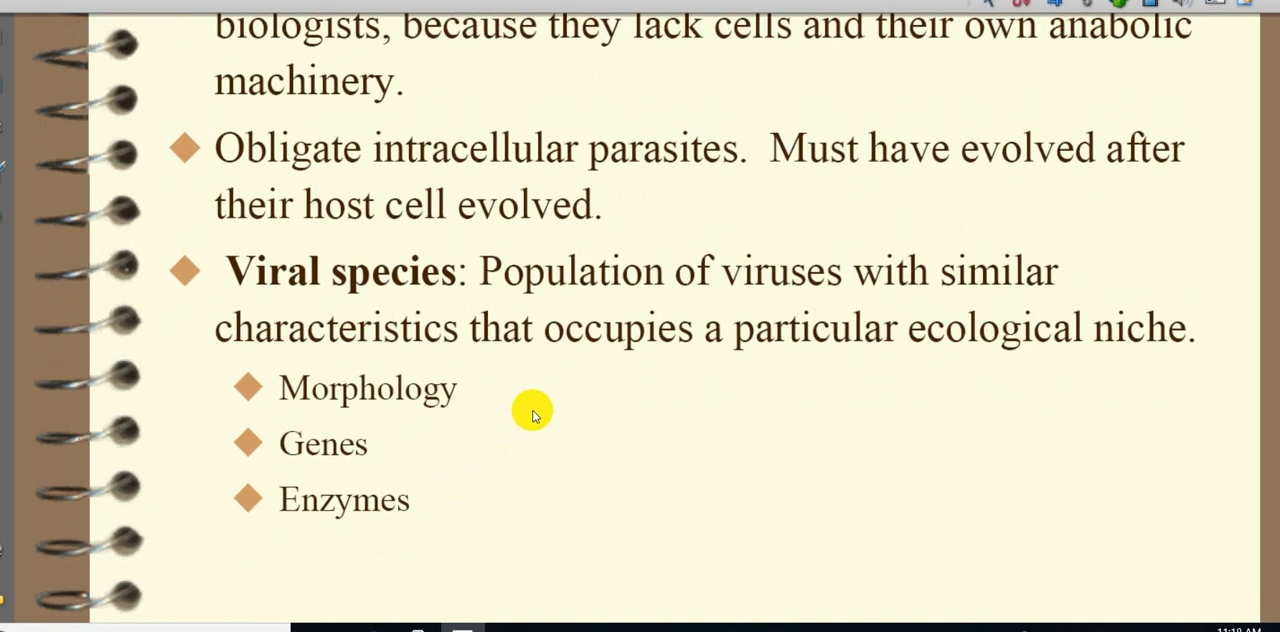 biologists, because they lack cells and their own anabolic
machinery.
Obligate intracellular parasites.  Must have evolved after
their host cell evolved.
Viral species: Population of viruses with similar
characteristics that occupies a particular ecological niche.
Morphology
Genes
Enzymes